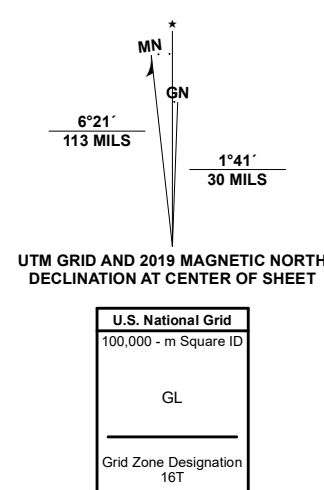 ★
MN
GN
6°21´
113 MILS
1°41´
30 MILS
UTM GRID AND 2019 MAGNETIC NORTH
DECLINATION AT CENTER OF SHEET
U.S. National Grid
100,000 - m Square ID
GL
Grid Zone Designation
16T